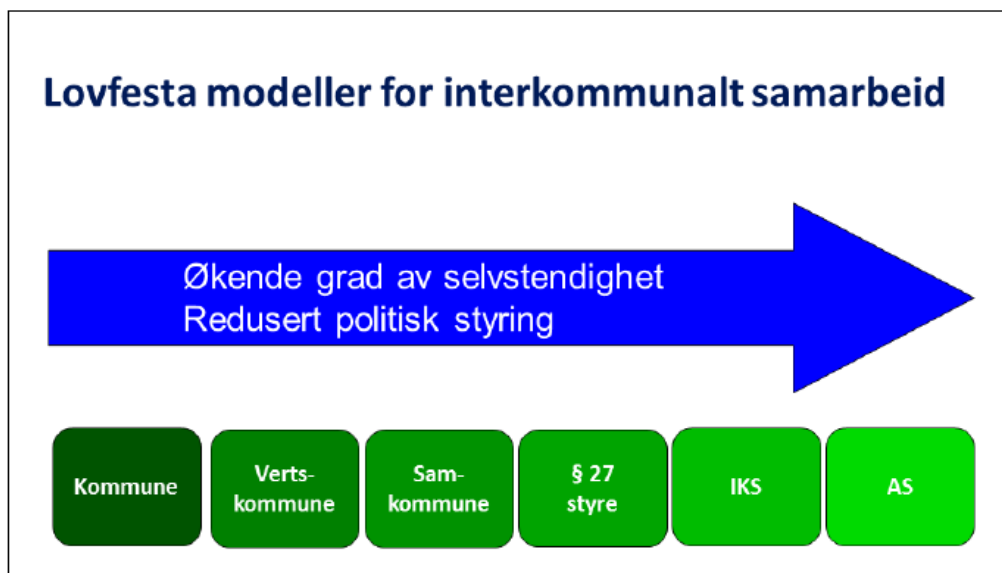 Lovfesta modeller for interkommunalt samarbeid
Økende grad av selvstendighet
Redusert politisk styring
Kommune
Verts-
kommune
Sam-
kommune
§ 27
styre
IKS
AS